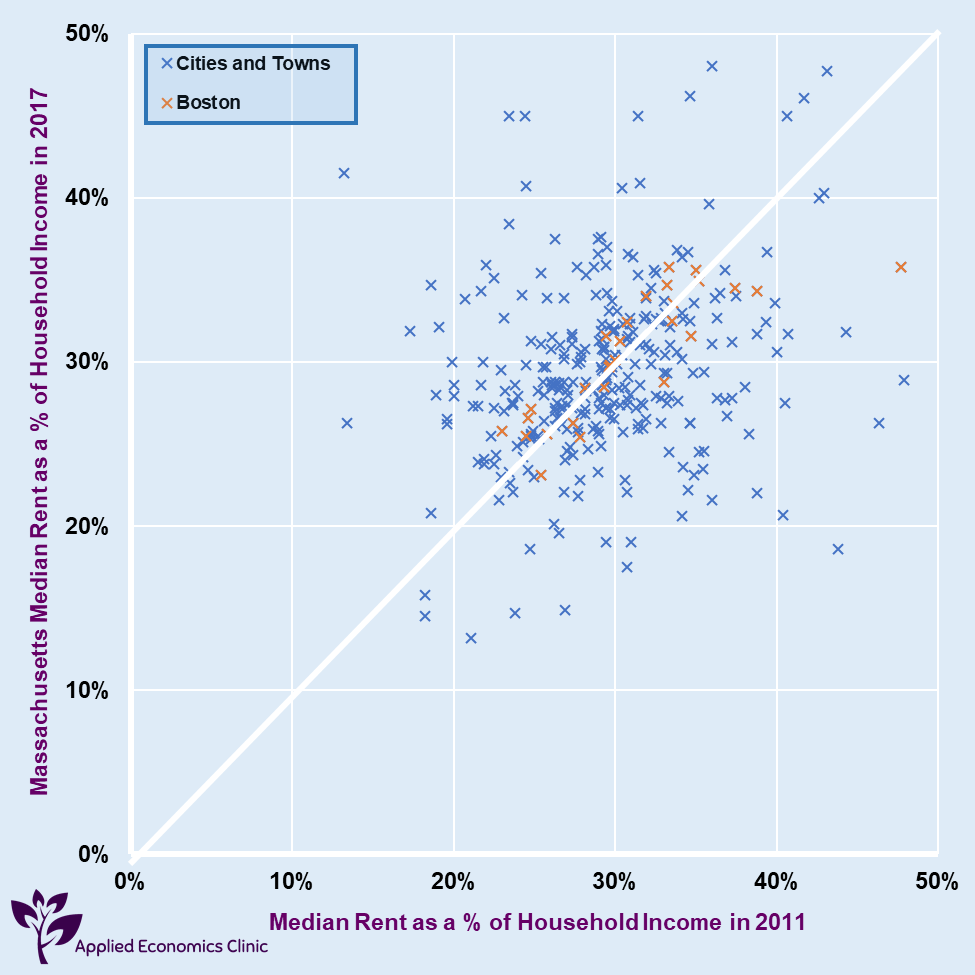 50%
Cities and Towns
Boston
40%
30%
20%
10%
0%
Massachusetts Median Rent as a % of Household Income in 2017
0% 10% 20% 30% 40% 50%
Median Rent as a % of Household Income in 2011
Applied Economics Clinic